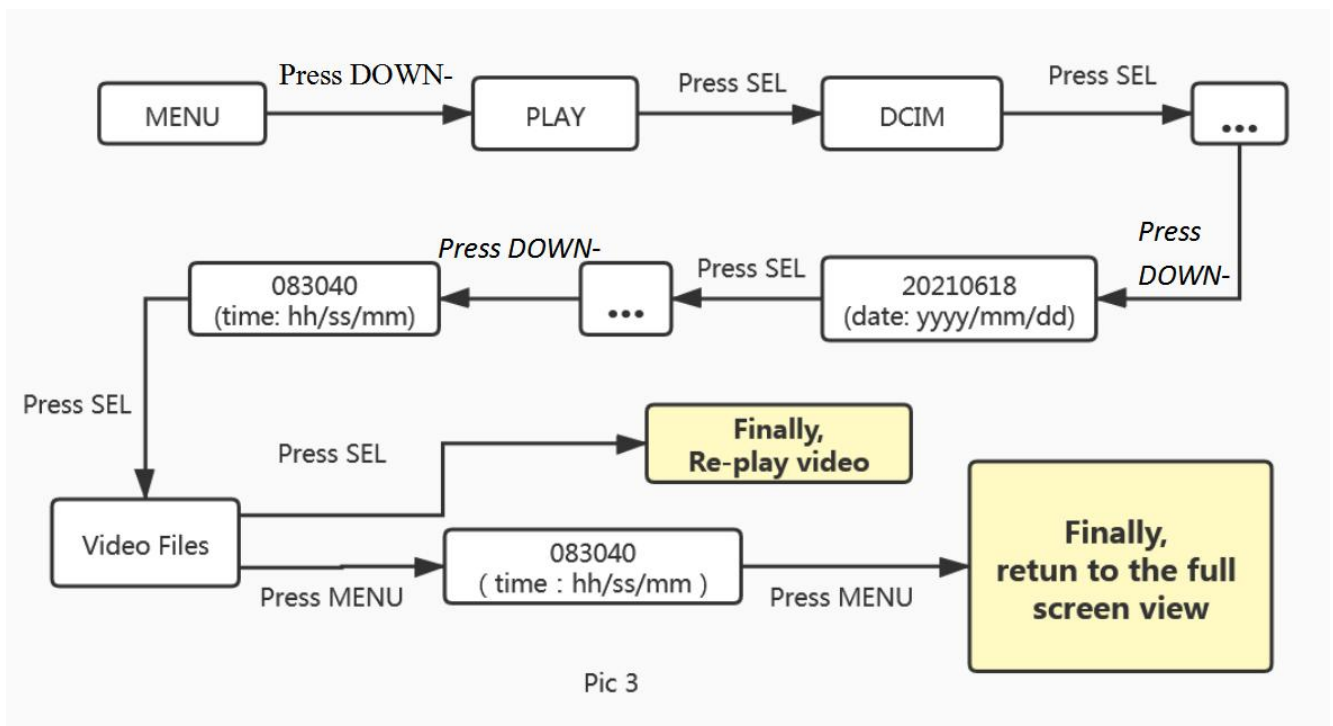 Press DOWN-
Press SEL
Press SEL
MENU
PLAY
DCIM
...
Press
DOWN-
Press DOWN-
Press SEL
083040
(time: hh/ss/mm)
...
20210618
(date: yyyy/mm/dd)
Press SEL
Press SEL
Finally,
Re-play video
Video Files
Press MENU
083040
( time : hh/ss/mm )
Press MENU
Finally,
retun to the full
screen view
Pic 3